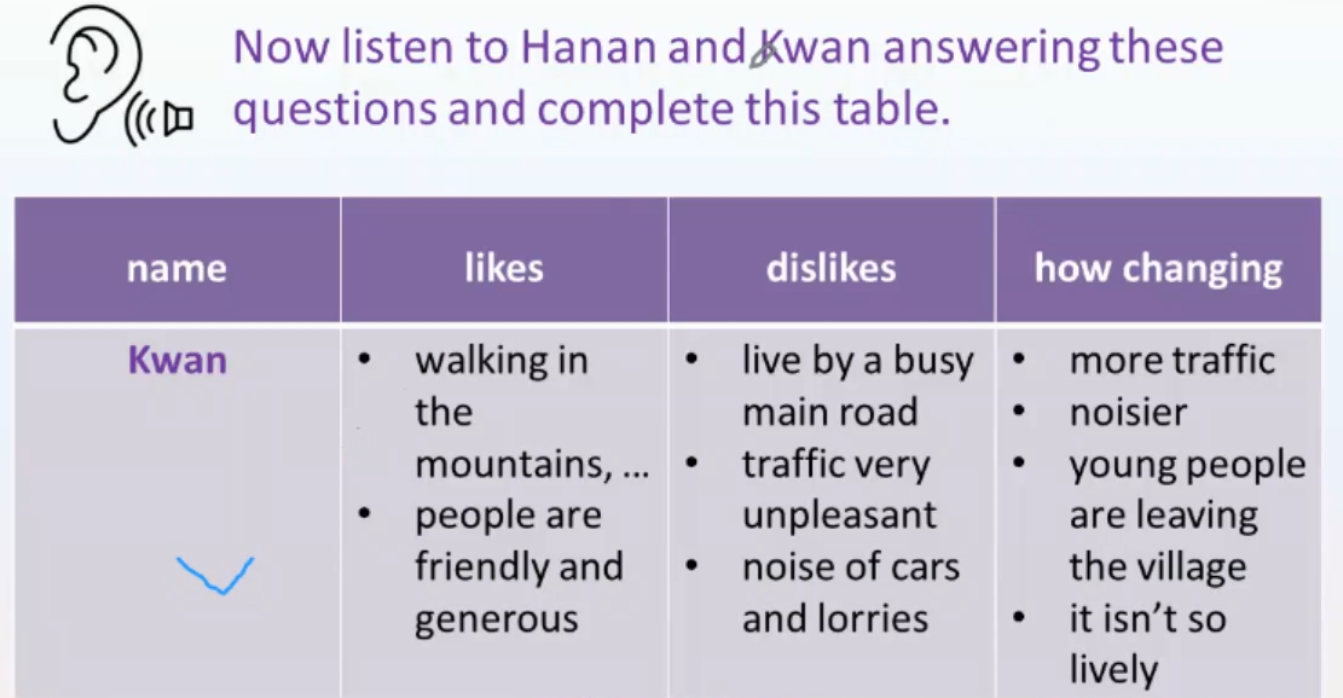 Now listen to Hanan and Kwan answering these
questions and complete this table.
name
likes
dislikes
how changing
Kwan
• walking in
the
mountains, ...
• people are
friendly and
generous
• live by a busy
main road
• traffic very
unpleasant
• noise of cars
and lorries
• more traffic
• noisier
• young people
are leaving
the village
• it isn't so
lively